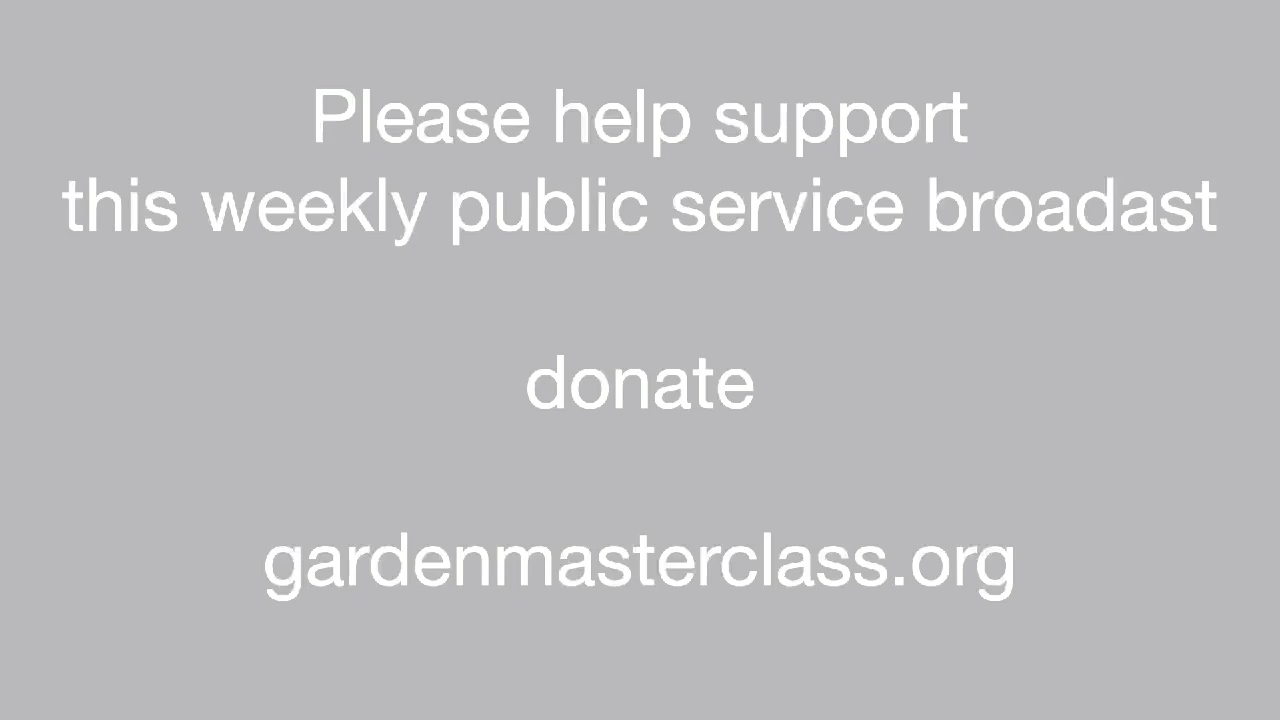 Please help support
this weekly public service broadast
donate
gardenmasterclass.org